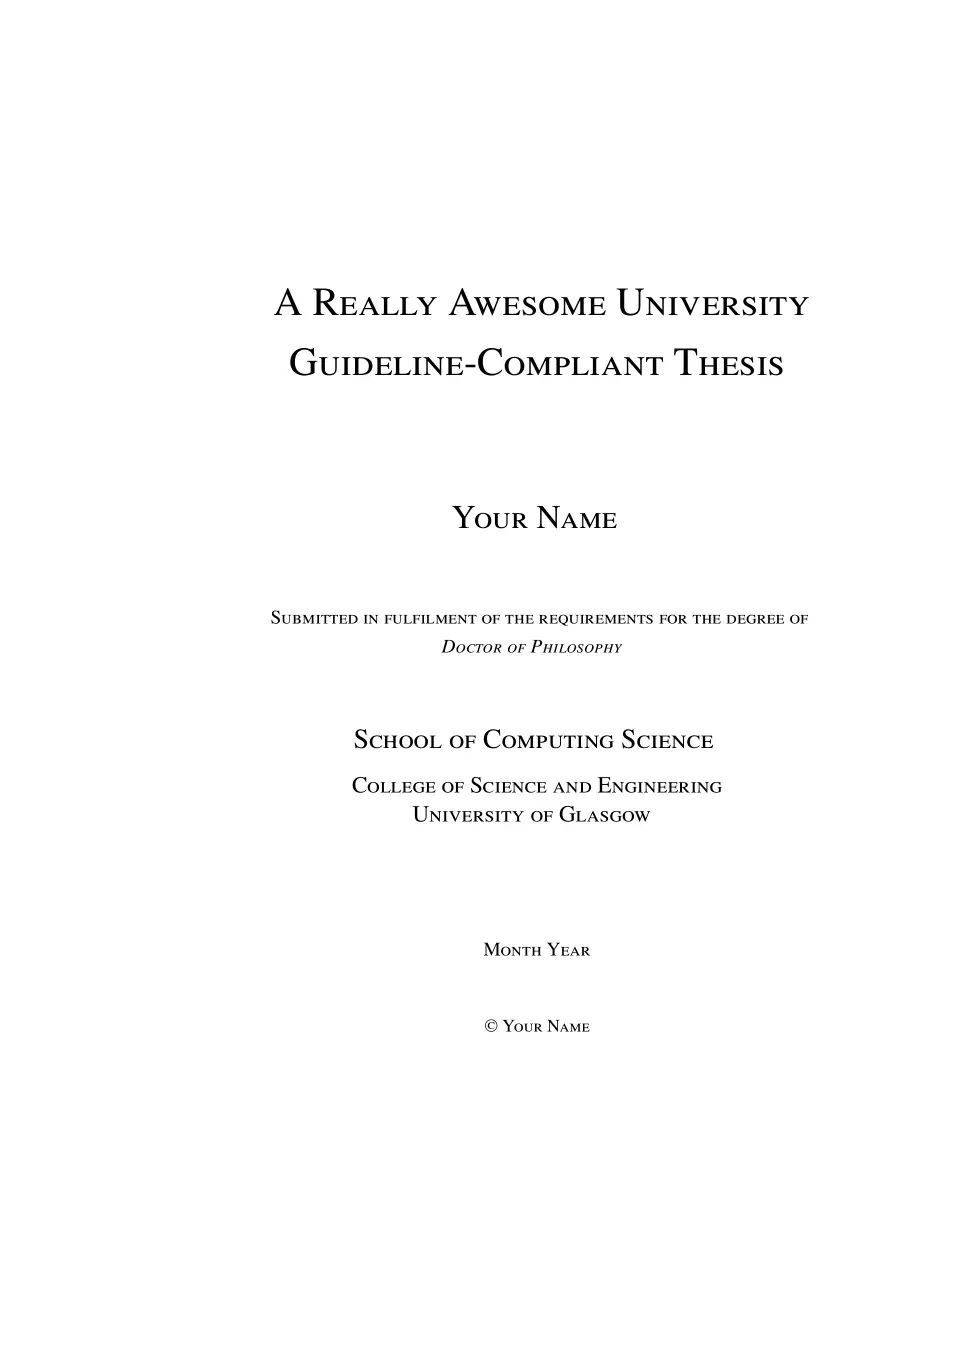 A Really Awesome University
Guideline-Compliant Thesis
Your Name
Submitted in fulfilment of the requirements for the degree of
Doctor of Philosophy
School of Computing Science
College of Science and Engineering
University of Glasgow
Month Year
© Your Name